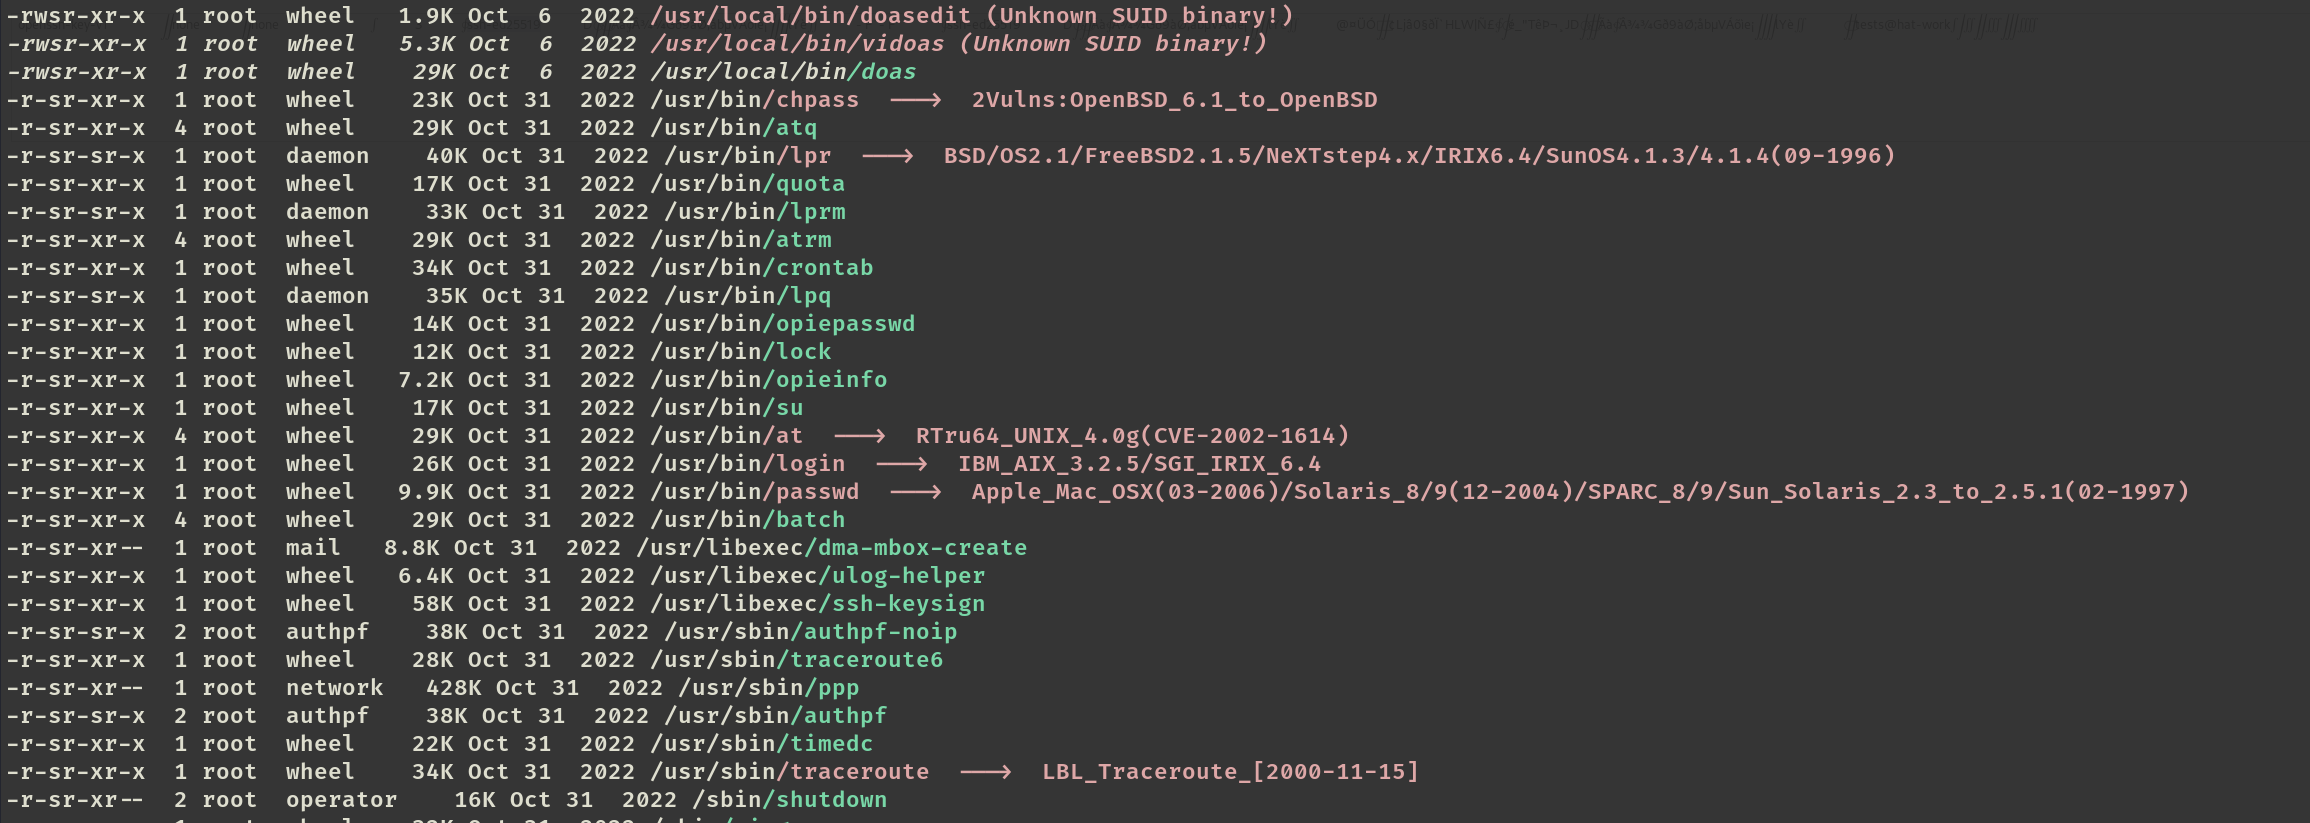 -rwsr-xr-x 1 root wheel 1.9K Oct 6 2022 /usr/local/bin/doasedit (Unknown SUID binary!)
-rwsr-xr-x 1 root wheel 5.3K Oct 6 2022 /usr/local/bin/vidoas (Unknown SUID binary!)
-rwsr-xr-x 1 root wheel 29K Oct 6 2022 /usr/local/bin/doas
-r-sr-xr-x 1 root wheel 23K Oct 31 2022 /usr/bin/chpass ---> 2Vulns:OpenBSD_6.1_to_OpenBSD
-r-sr-xr-x 4 root wheel 29K Oct 31 2022 /usr/bin/atq
-r-sr-sr-x 1 root daemon 40K Oct 31 2022 /usr/bin/lpr ---> BSD/OS2.1/FreeBSD2.1.5/NeXTstep4.x/IRIX6.4/SunOS4.1.3/4.1.4(09-1996)
-r-sr-xr-x 1 root wheel 17K Oct 31 2022 /usr/bin/quota
-r-sr-sr-x 1 root daemon 33K Oct 31 2022 /usr/bin/lprm
-r-sr-xr-x 4 root wheel 29K Oct 31 2022 /usr/bin/atrm
-r-sr-xr-x 1 root wheel 34K Oct 31 2022 /usr/bin/crontab
-r-sr-sr-x 1 root daemon 35K Oct 31 2022 /usr/bin/lpq
-r-sr-xr-x 1 root wheel 14K Oct 31 2022 /usr/bin/opiepasswd
-r-sr-xr-x 1 root wheel 12K Oct 31 2022 /usr/bin/lock
-r-sr-xr-x 1 root wheel 7.2K Oct 31 2022 /usr/bin/opieinfo
-r-sr-xr-x 1 root wheel 17K Oct 31 2022 /usr/bin/su
-r-sr-xr-x 4 root wheel 29K Oct 31 2022 /usr/bin/at ---> RTru64_UNIX_4.0g(CVE-2002-1614)
-r-sr-xr-x 1 root wheel 26K Oct 31 2022 /usr/bin/login ---> IBM_AIX_3.2.5/SGI_IRIX_6.4
-r-sr-xr-x 1 root wheel 9.9K Oct 31 2022 /usr/bin/passwd ---> Apple_Mac_OSX(03-2006)/Solaris_8/9(12-2004)/SPARC_8/9/Sun_Solaris_2.3_to_2.5.1(02-1997)
-r-sr-xr-x 4 root wheel 29K Oct 31 2022 /usr/bin/batch
-r-sr-xr-- 1 root mail 8.8K Oct 31 2022 /usr/libexec/dma-mbox-create
-r-sr-xr-x 1 root wheel 6.4K Oct 31 2022 /usr/libexec/ulog-helper
-r-sr-xr-x 1 root wheel 58K Oct 31 2022 /usr/libexec/ssh-keysign
-r-sr-sr-x 2 root authpf 38K Oct 31 2022 /usr/sbin/authpf-noip
-r-sr-xr-x 1 root wheel 28K Oct 31 2022 /usr/sbin/traceroute6
-r-sr-xr-- 1 root network 428K Oct 31 2022 /usr/sbin/ppp
-r-sr-sr-x 2 root authpf 38K Oct 31 2022 /usr/sbin/authpf
-r-sr-xr-x 1 root wheel 22K Oct 31 2022 /usr/sbin/timedc
-r-sr-xr-x 1 root wheel 34K Oct 31 2022 /usr/sbin/traceroute ---> LBL_Traceroute_[2000-11-15]
-r-sr-xr-- 2 root operator 16K Oct 31 2022 /sbin/shutdown